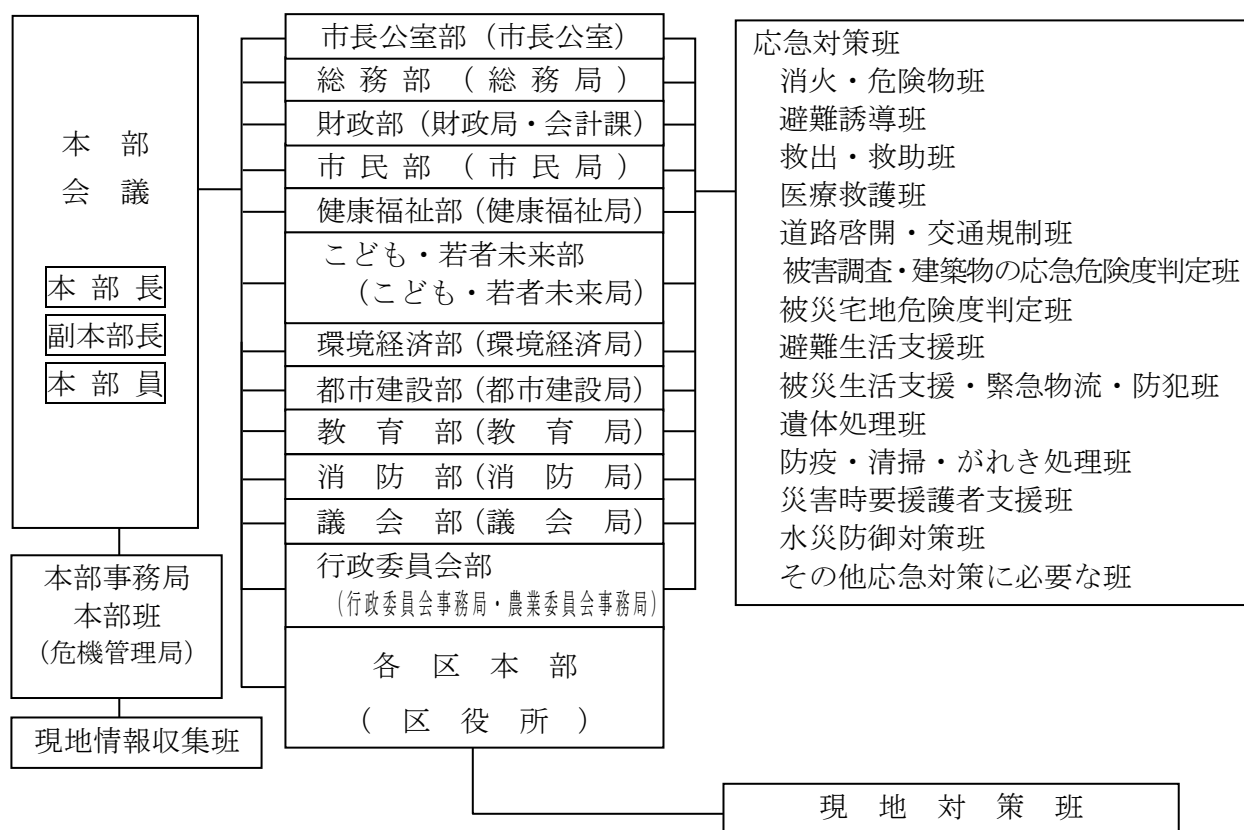 本部
会議
本部長
副本部長
本部員
本部事務局
本部班
(危機管理局)
現地情報収集班
市長公室部（市長公室）
総務部（総務局）
財政部（財政局・会計課）
市民部（市民局）
健康福祉部（健康福祉局）
こども・若者未来部
（こども・若者未来局）
環境経済部（環境経済局）
都市建設部（都市建設局）
教育部（教育局）
消防部（消防局）
議会部（議会局）
行政委員会部
（行政委員会事務局・農業委員会事務局）
各区本部
（区役所）
現地対策班
応急対策班
消火・危険物班
避難誘導班
救出・救助班
医療救護班
道路啓開・交通規制班
被害調査・建築物の応急危険度判定班
被災宅地危険度判定班
避難生活支援班
被災生活支援・緊急物流・防犯班
遺体処理班
防疫・清掃・がれき処理班
災害時要援護者支援班
水災防御対策班
その他応急対策に必要な班